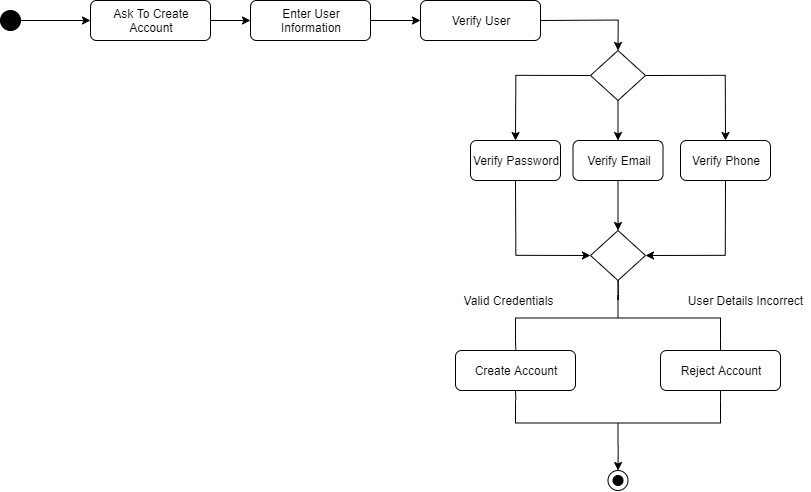 Ask To Create
Account
Enter User
Information
Verify User
Verify Password
Verify Email
Verify Phone
Valid Credentials
User Details Incorrect
Create Account
Reject Account